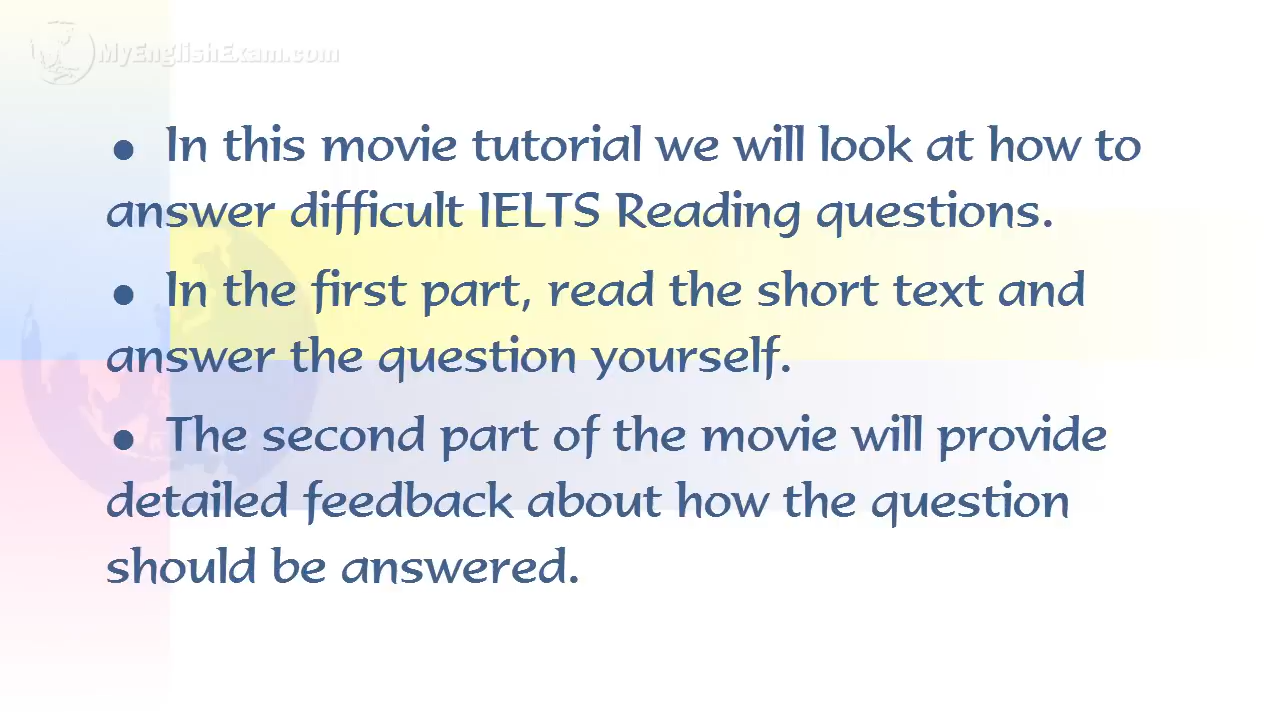 MyEnglishExam.com
• In this movie tutorial we will look at how to
answer difficult IELTS Reading questions.
• In the first part, read the short text and
answer the question yourself.
• The second part of the movie will provide
detailed feedback about how the question
should be answered.